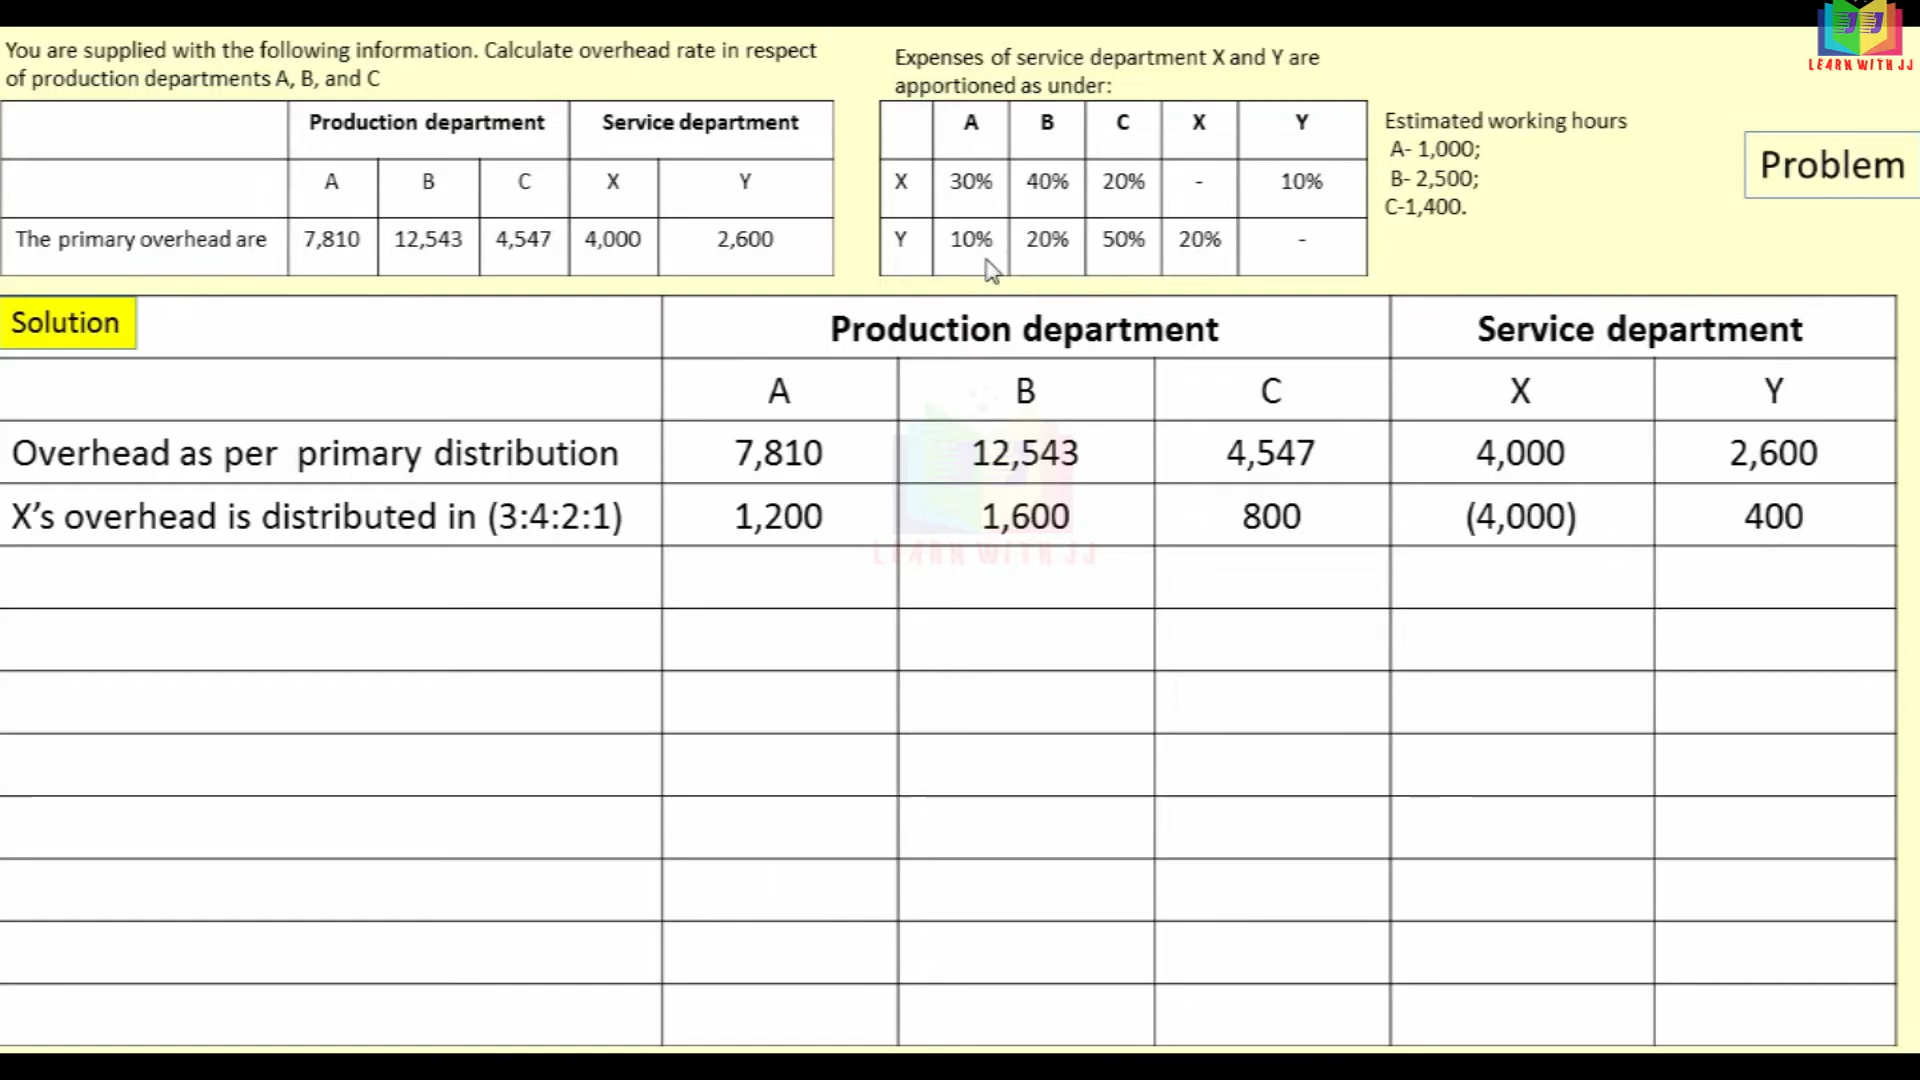 You are supplied with the following information. Calculate overhead rate in respect
of production departments A, B, and C
Production department Service department
A B C X Y
The primary overhead are 7,810 12,543 4,547 4,000 2,600
Expenses of service department X and Y are
apportioned as under:
A B C X Y
X 30% 40% 20% - 10%
Y 10% 20% 50% 20% -
Estimated working hours
A- 1,000;
B- 2,500;
C-1,400.
LEARN WITH JJ
Problem
Solution
Production department Service department
A B C X Y
Overhead as per primary distribution 7,810 12,543 4,547 4,000 2,600
X's overhead is distributed in (3:4:2:1) 1,200 1,600 800 (4,000) 400
LEARN WITH JJ